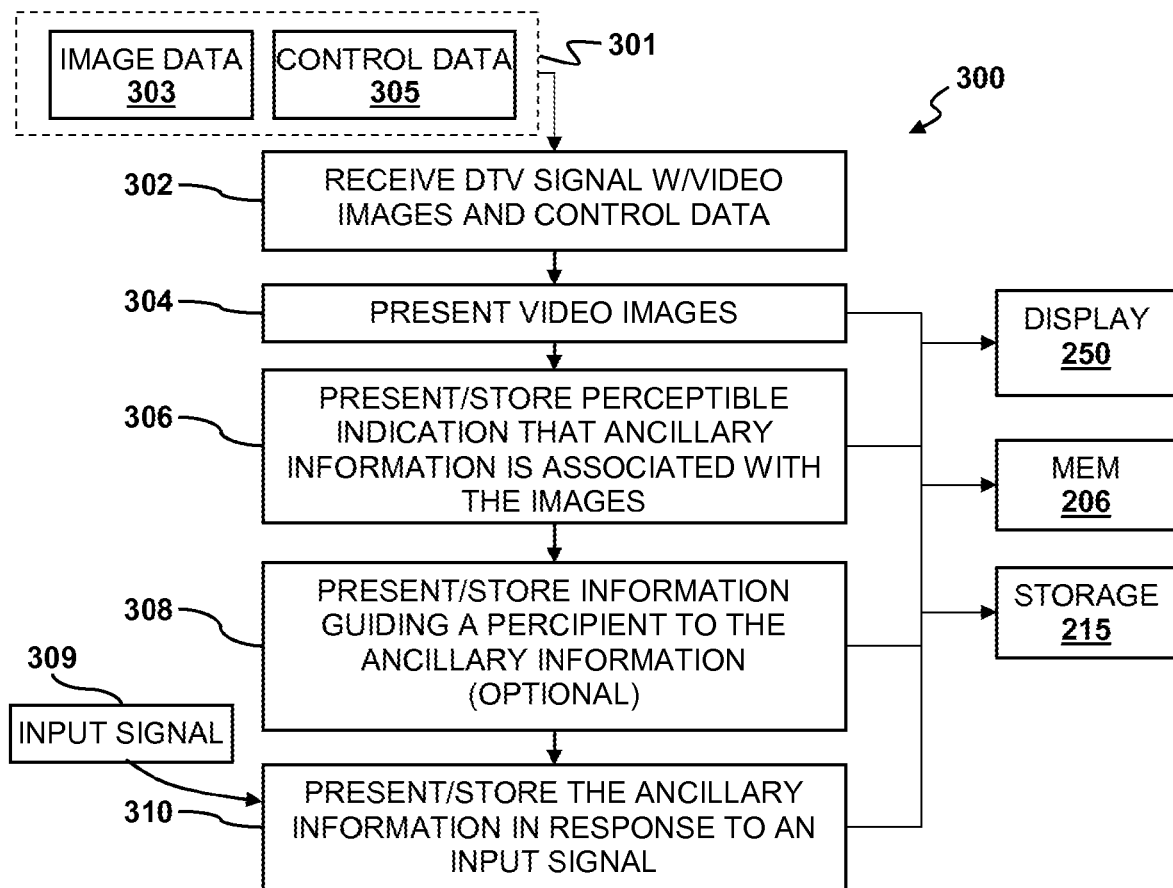 IMAGE DATA
303
CONTROL DATA
305
301
300
302
RECEIVE DTV SIGNAL W/VIDEO
IMAGES AND CONTROL DATA
304
PRESENT VIDEO IMAGES
DISPLAY
250
306
PRESENT/STORE PERCEPTIBLE
INDICATION THAT ANCILLARY
INFORMATION IS ASSOCIATED WITH
THE IMAGES
MEM
206
308
PRESENT/STORE INFORMATION
GUIDING A PERCIPIENT TO THE
ANCILLARY INFORMATION
(OPTIONAL)
STORAGE
215
309
INPUT SIGNAL
310
PRESENT/STORE THE ANCILLARY
INFORMATION IN RESPONSE TO AN
INPUT SIGNAL